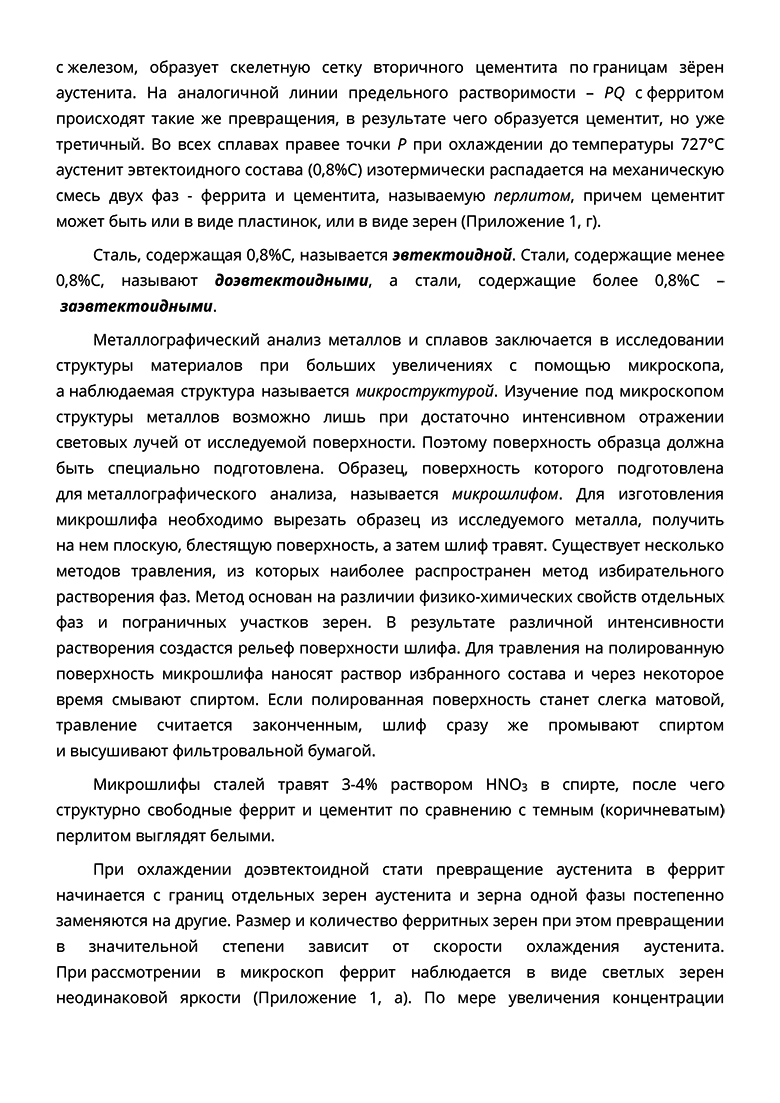 с железом, образует скелетную сетку вторичного цементита по границам зёрен
аустенита. На аналогичной линии предельного растворимости – PQ с ферритом
происходят такие же превращения, в результате чего образуется цементит, но уже
третичный. Во всех сплавах правее точки P при охлаждении до температуры 727°С
аустенит эвтектоидного состава (0,8%С) изотермически распадается на механическую
смесь двух фаз - феррита и цементита, называемую перлитом, причем цементит
может быть или в виде пластинок, или в виде зерен (Приложение 1, г).
Сталь, содержащая 0,8%С, называется эвтектоидной. Стали, содержащие менее
0,8%С, называют доэвтектоидными, а стали, содержащие более 0,8%С –
заэвтектоидными.
Металлографический анализ металлов и сплавов заключается в исследовании
структуры материалов при больших увеличениях с помощью микроскопа,
а наблюдаемая структура называется микроструктурой. Изучение под микроскопом
структуры металлов возможно лишь при достаточно интенсивном отражении
световых лучей от исследуемой поверхности. Поэтому поверхность образца должна
быть специально подготовлена. Образец, поверхность которого подготовлена
для металлографического анализа, называется микрошлифом. Для изготовления
микрошлифа необходимо вырезать образец из исследуемого металла, получить
на нем плоскую, блестящую поверхность, а затем шлиф травят. Существует несколько
методов травления, из которых наиболее распространен метод избирательного
растворения фаз. Метод основан на различии физико-химических свойств отдельных
фаз и пограничных участков зерен. В результате различной интенсивности
растворения создастся рельеф поверхности шлифа. Для травления на полированную
поверхность микрошлифа наносят раствор избранного состава и через некоторое
время смывают спиртом. Если полированная поверхность станет слегка матовой,
травление считается законченным, шлиф сразу же промывают спиртом
и высушивают фильтровальной бумагой.
Микрошлифы сталей травят 3-4% раствором HNO₃ в спирте, после чего
структурно свободные феррит и цементит по сравнению с темным (коричневатым)
перлитом выглядят белыми.
При охлаждении доэвтектоидной стати превращение аустенита в феррит
начинается с границ отдельных зерен аустенита и зерна одной фазы постепенно
заменяются на другие. Размер и количество ферритных зерен при этом превращении
в значительной степени зависит от скорости охлаждения аустенита.
При рассмотрении в микроскоп феррит наблюдается в виде светлых зерен
неодинаковой яркости (Приложение 1, а). По мере увеличения концентрации